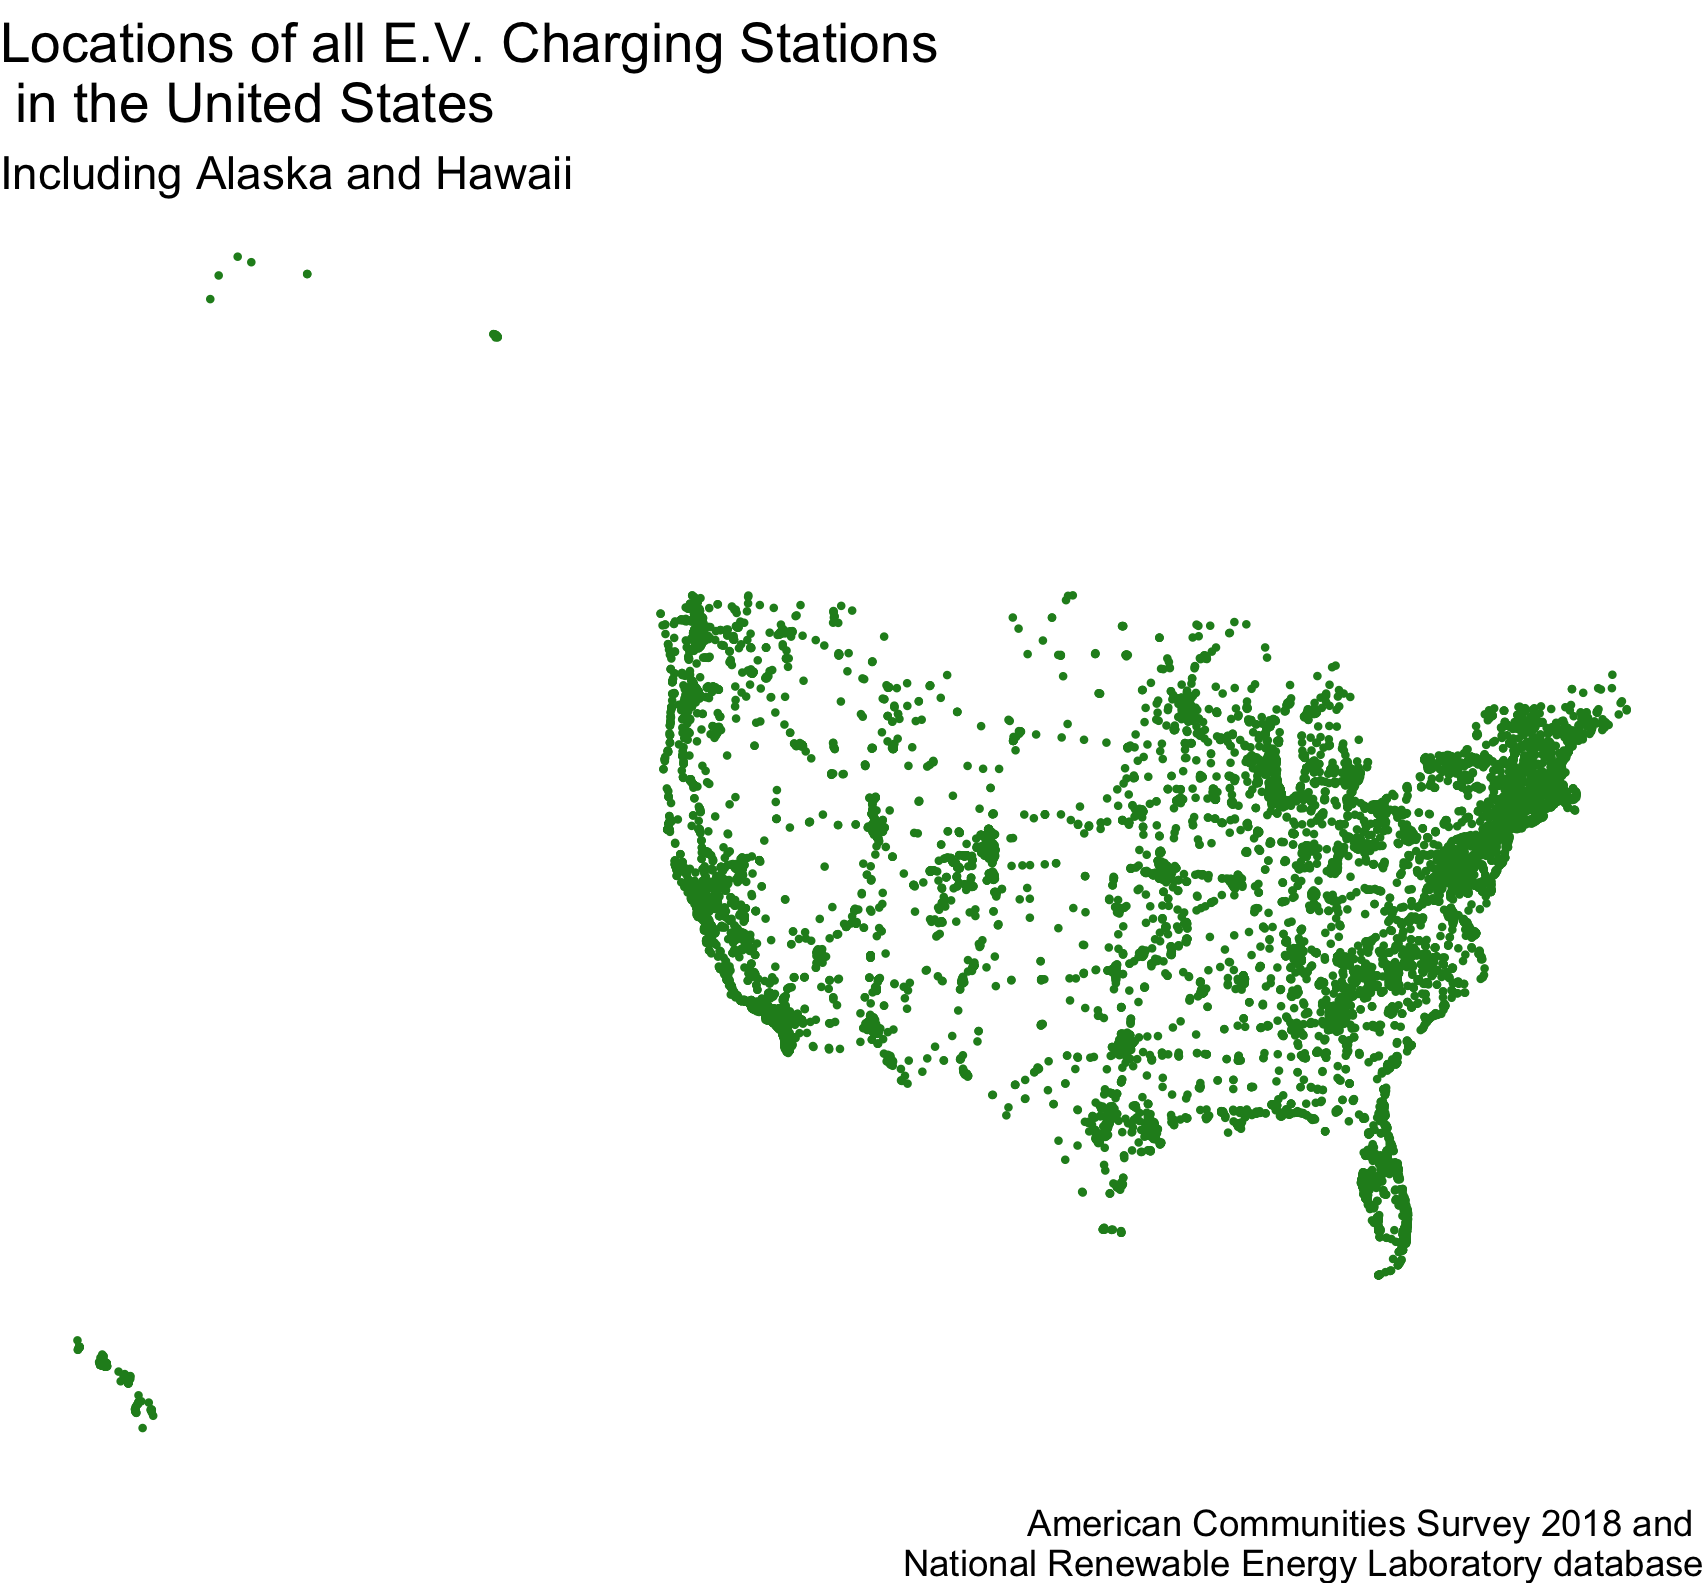 Locations of all E.V. Charging Stations
in the United States
Including Alaska and Hawaii
American Communities Survey 2018 and
National Renewable Energy Laboratory database